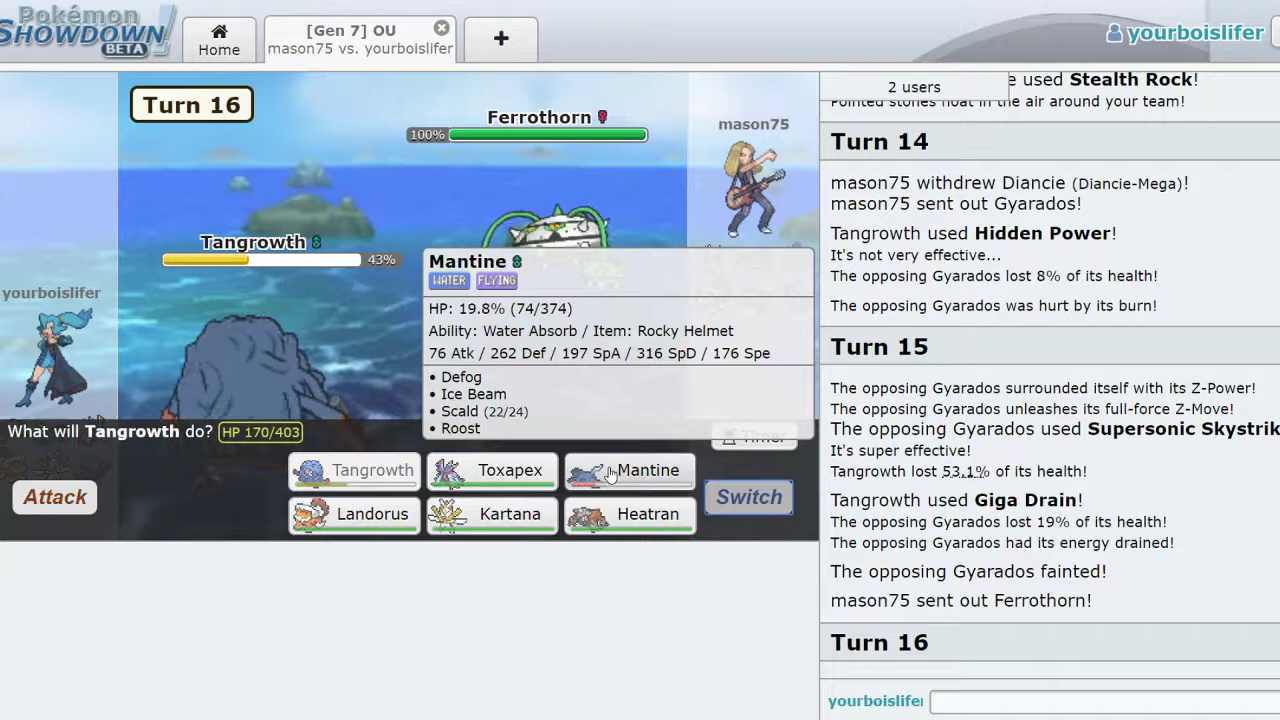 Pokémon
SHOWDOWN!
BETA
Home
[Gen 7] OU
mason75 vs. yourboislifer
+
yourboislifer
Turn 16
Ferrothorn
100%
mason75
Tangrowth
43%
yourboislifer
Mantine
WATER FLYING
HP: 19.8% (74/374)
Ability: Water Absorb / Item: Rocky Helmet
76 Atk / 262 Def / 197 SpA / 316 SpD / 176 Spe
• Defog
• Ice Beam
• Scald (22/24)
• Roost
What will Tangrowth do? HP 170/403
Timer
Attack
Tangrowth
Toxapex
Mantine
Landorus
Kartana
Heatran
Switch
2 users
e used Stealth Rock!
Pointed stones float in the air around your team!
Turn 14
mason75 withdrew Diancie (Diancie-Mega)!
mason75 sent out Gyarados!
Tangrowth used Hidden Power!
It's not very effective...
The opposing Gyarados lost 8% of its health!
The opposing Gyarados was hurt by its burn!
Turn 15
The opposing Gyarados surrounded itself with its Z-Power!
The opposing Gyarados unleashes its full-force Z-Move!
The opposing Gyarados used Supersonic Skystrik
It's super effective!
Tangrowth lost 53.1% of its health!
Tangrowth used Giga Drain!
The opposing Gyarados lost 19% of its health!
The opposing Gyarados had its energy drained!
The opposing Gyarados fainted!
mason75 sent out Ferrothorn!
Turn 16
yourboislifer